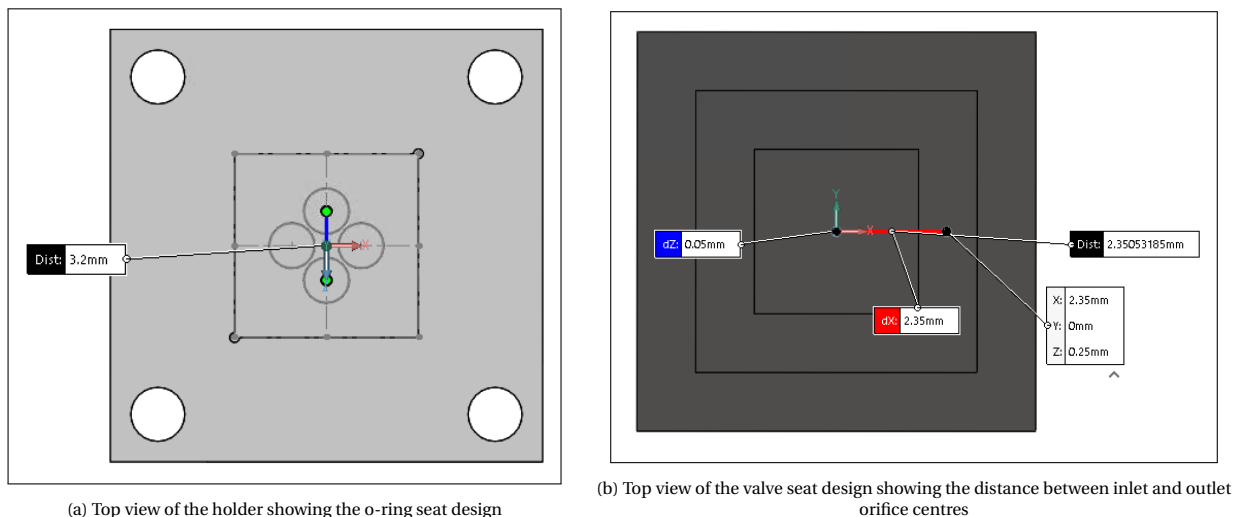 Dist: 3.2mm
X
(a) Top view of the holder showing the o-ring seat design
Y
X
dZ: 0.05mm
Dist: 2.35053185mm
dX: 2.35mm
X: 2.35mm
Y: 0mm
Z: 0.25mm
(b) Top view of the valve seat design showing the distance between inlet and outlet
orifice centres